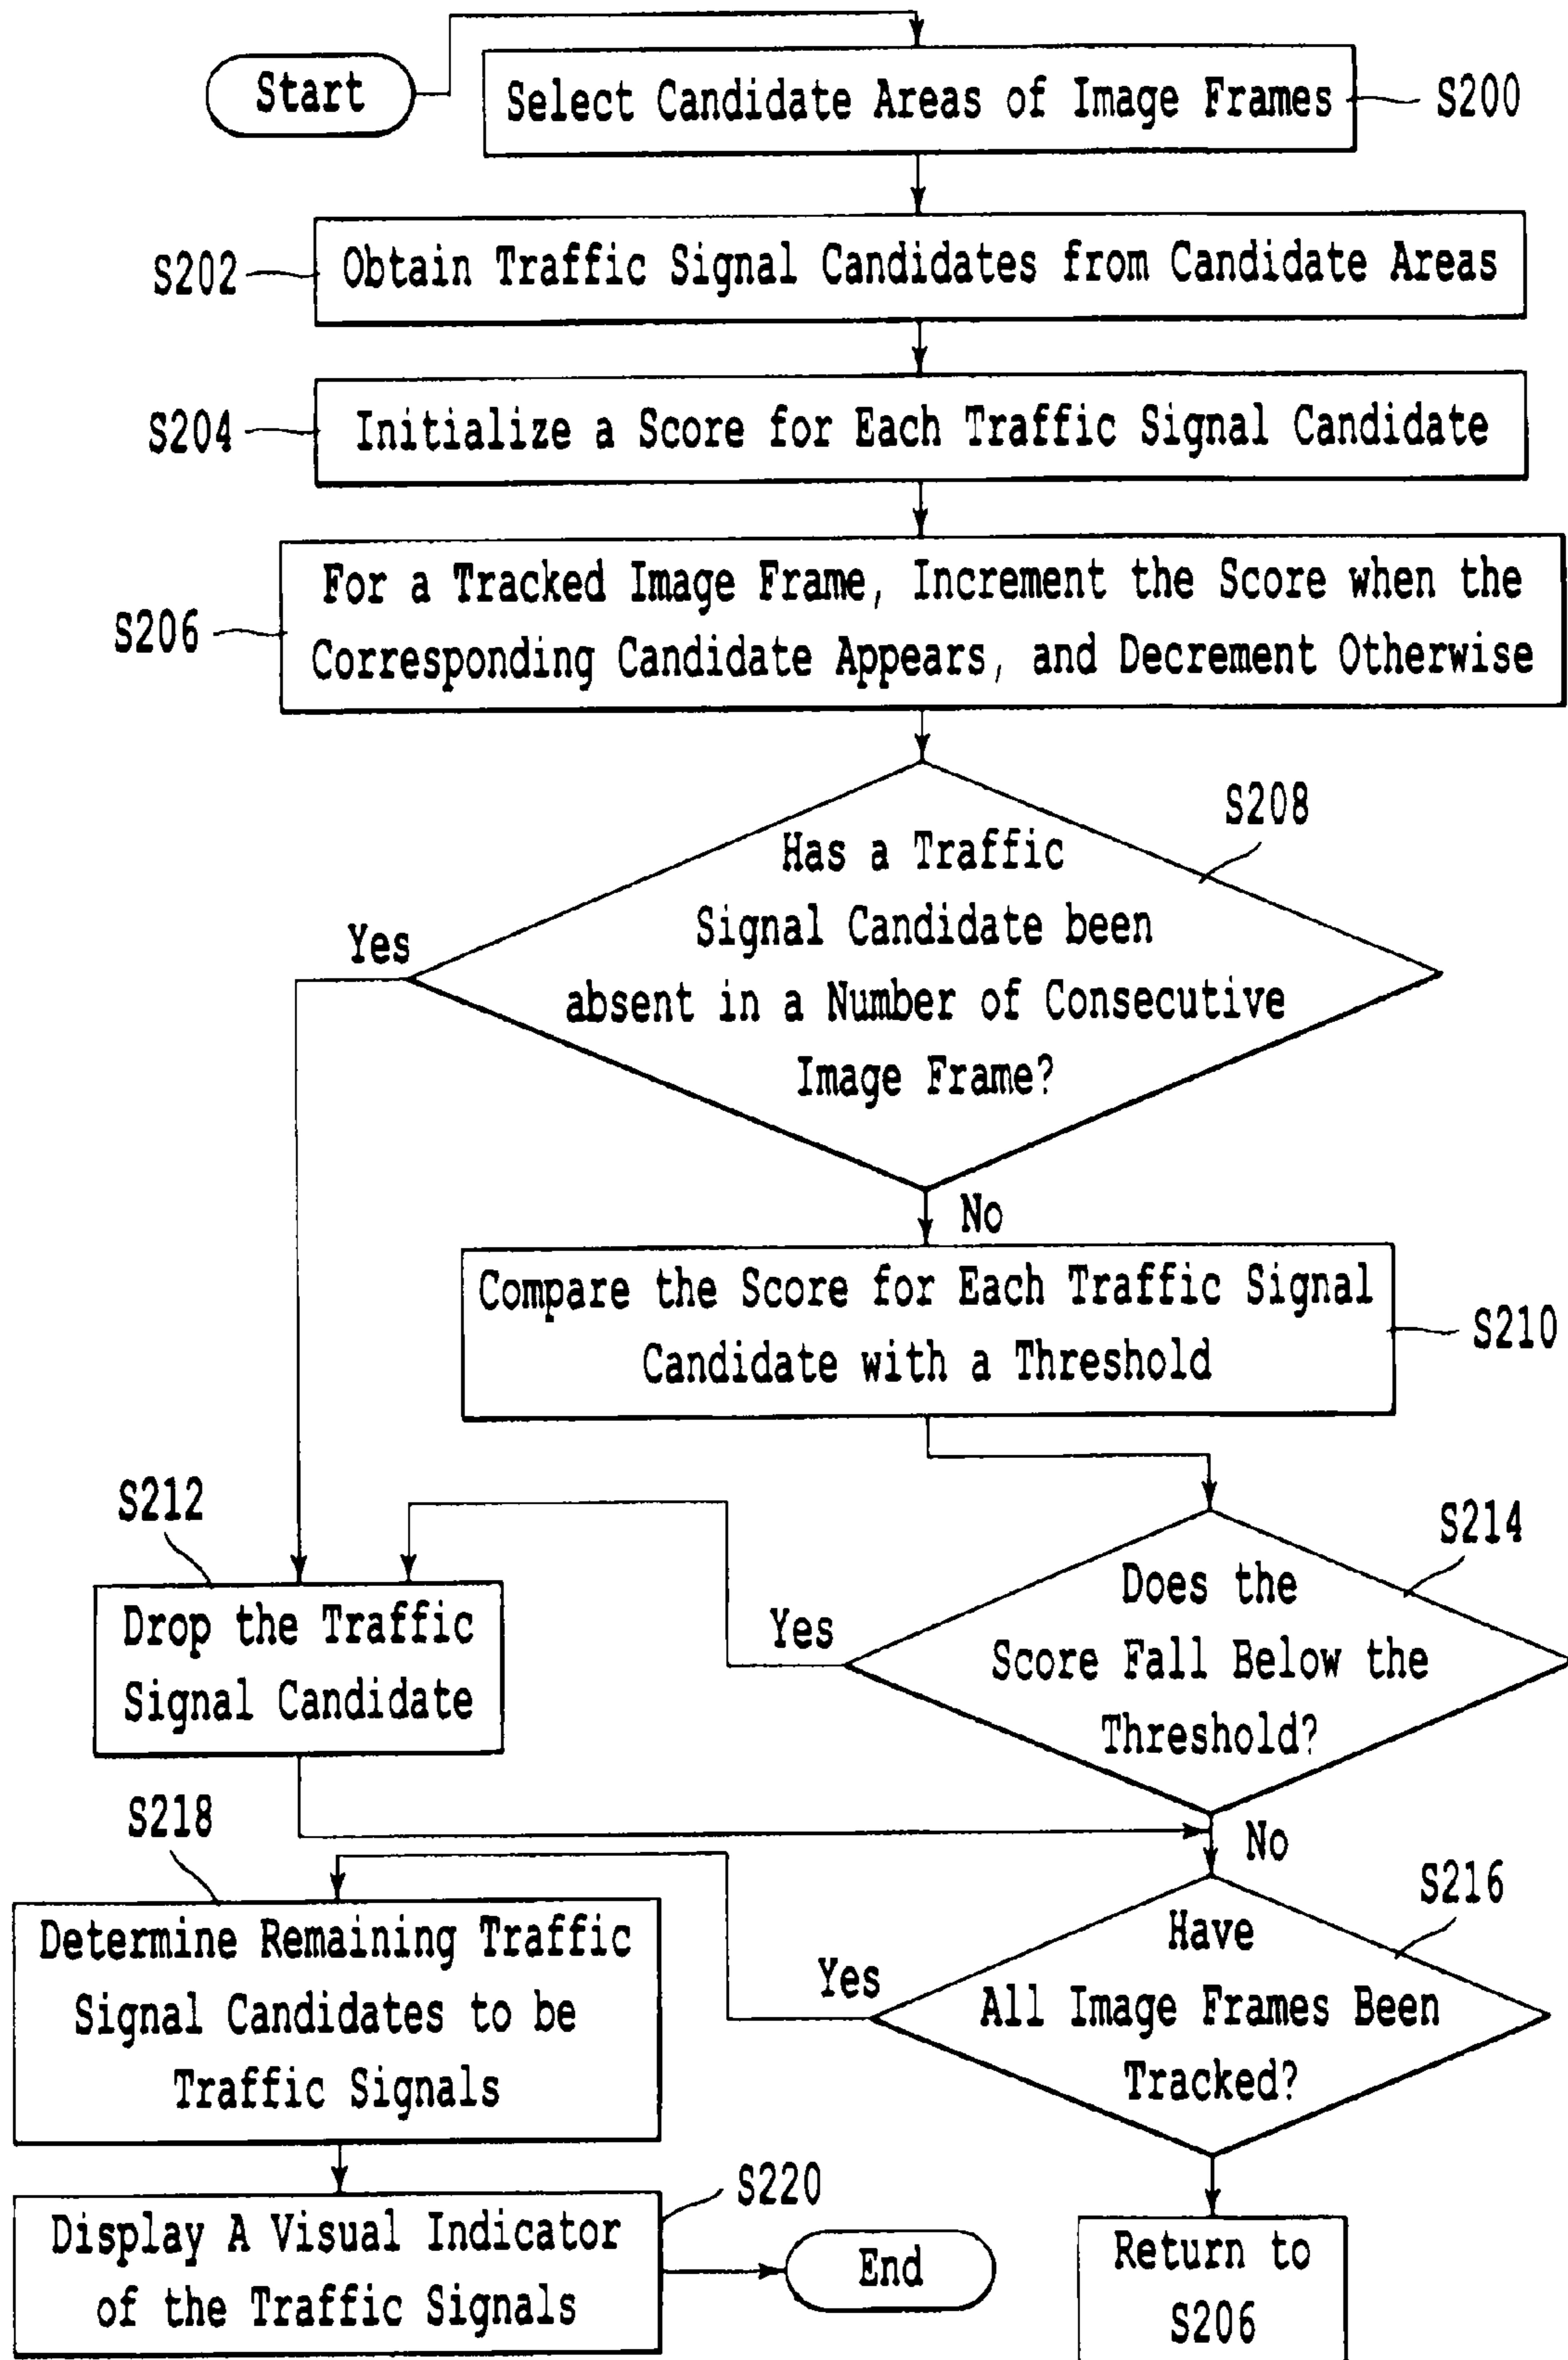 Start
Select Candidate Areas of Image Frames
S200
S202
Obtain Traffic Signal Candidates from Candidate Areas
S204
Initialize a Score for Each Traffic Signal Candidate
S206
For a Tracked Image Frame, Increment the Score when the
Corresponding Candidate Appears, and Decrement Otherwise
S208
Has a Traffic
Signal Candidate been
absent in a Number of Consecutive
Image Frame?
Yes
No
Compare the Score for Each Traffic Signal
Candidate with a Threshold
S210
S212
Drop the Traffic
Signal Candidate
S214
Does the
Score Fall Below the
Threshold?
Yes
No
S218
Determine Remaining Traffic
Signal Candidates to be
Traffic Signals
S216
Have
All Image Frames Been
Tracked?
Yes
S220
Display A Visual Indicator
of the Traffic Signals
End
Return to
S206